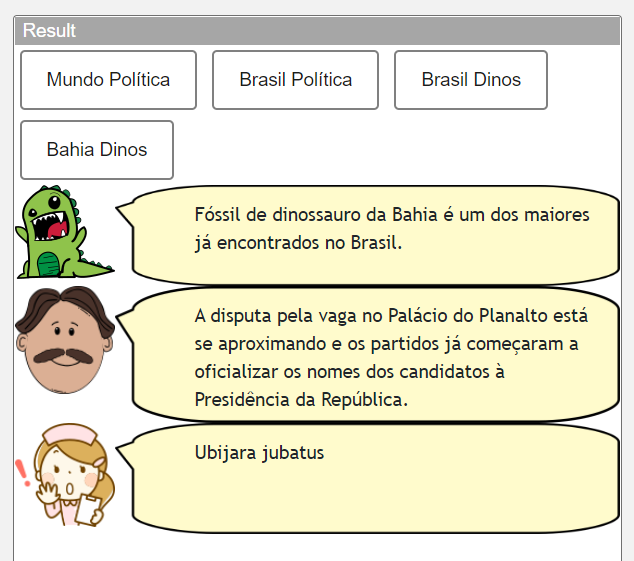 Result
Mundo Política
Brasil Política
Brasil Dinos
Bahia Dinos
Fóssil de dinossauro da Bahia é um dos maiores
já encontrados no Brasil.
A disputa pela vaga no Palácio do Planalto está
se aproximando e os partidos já começaram a
oficializar os nomes dos candidatos à
Presidência da República.
Ubijara jubatus